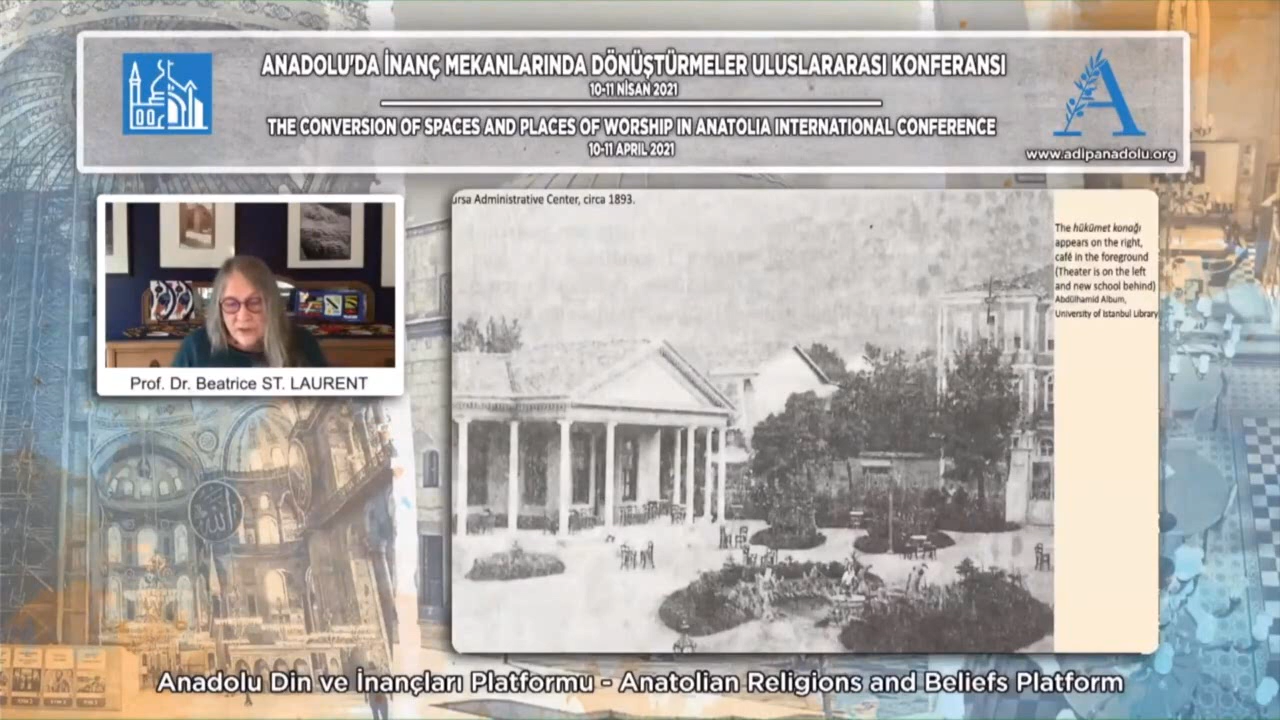 ANADOLU'DA İNANÇ MEKANLARINDA DÖNÜŞTÜRMELER ULUSLARARASI KONFERANSI
10-11 NİSAN 2021
THE CONVERSION OF SPACES AND PLACES OF WORSHIP IN ANATOLIA INTERNATIONAL CONFERENCE
10-11 APRIL 2021
www.adipanadolu.org
ursa Administrative Center, circa 1893.
The hükümet konağı
appears on the right,
café in the foreground
(Theater is on the left
and new school behind)
Abdülhamid Album,
University of Istanbul Library
Prof. Dr. Beatrice ST. LAURENT
Anadolu Din ve İnançları Platformu - Anatolian Religions and Beliefs Platform